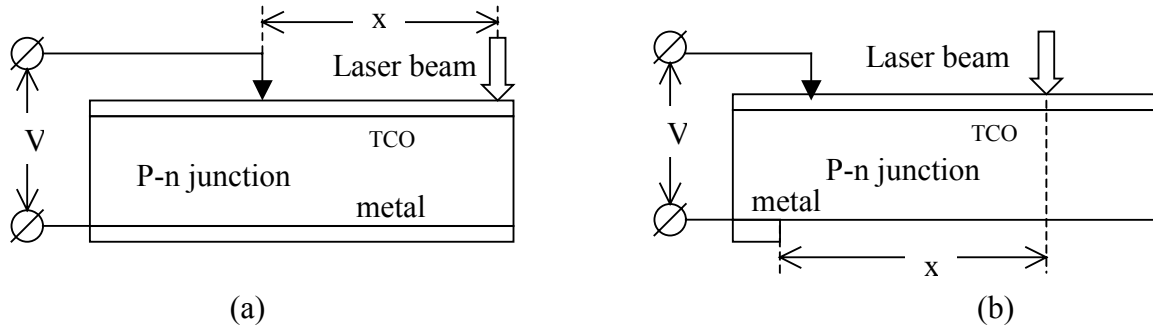 x
Laser beam
V
TCO
P-n junction
metal
(a)
Laser beam
V
TCO
P-n junction
metal
x
(b)